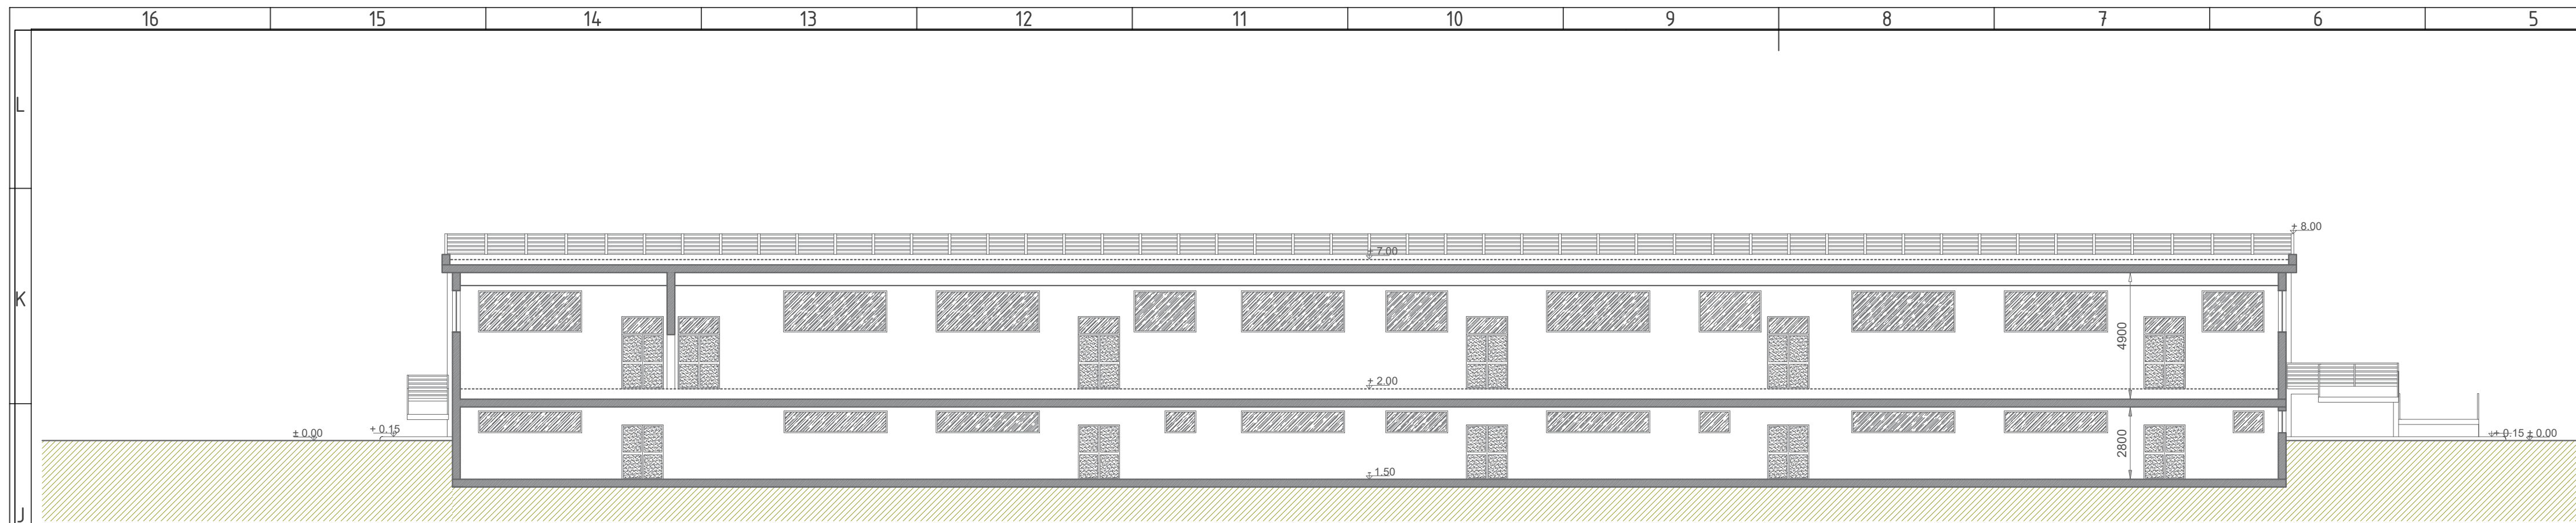 16 15 14 13 12 11 10 9 8 7 6 5
L
+ 8.00
+ 7.00
K
4900
+ 2.00
± 0.00
+ 0.15
+ 0.15 ± 0.00
2800
- 1.50
J